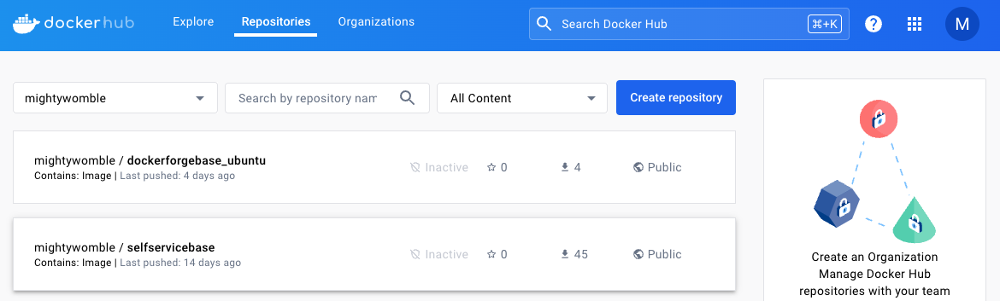 dockerhub
Explore
Repositories
Organizations
Search Docker Hub
⌘+K
?
M
mightywomble
Search by repository nam
All Content
Create repository
mightywomble / dockerforgebase_ubuntu
Contains: Image | Last pushed: 4 days ago
Inactive
0
4
Public
mightywomble / selfservicebase
Contains: Image | Last pushed: 14 days ago
Inactive
0
45
Public
Create an Organization
Manage Docker Hub
repositories with your team